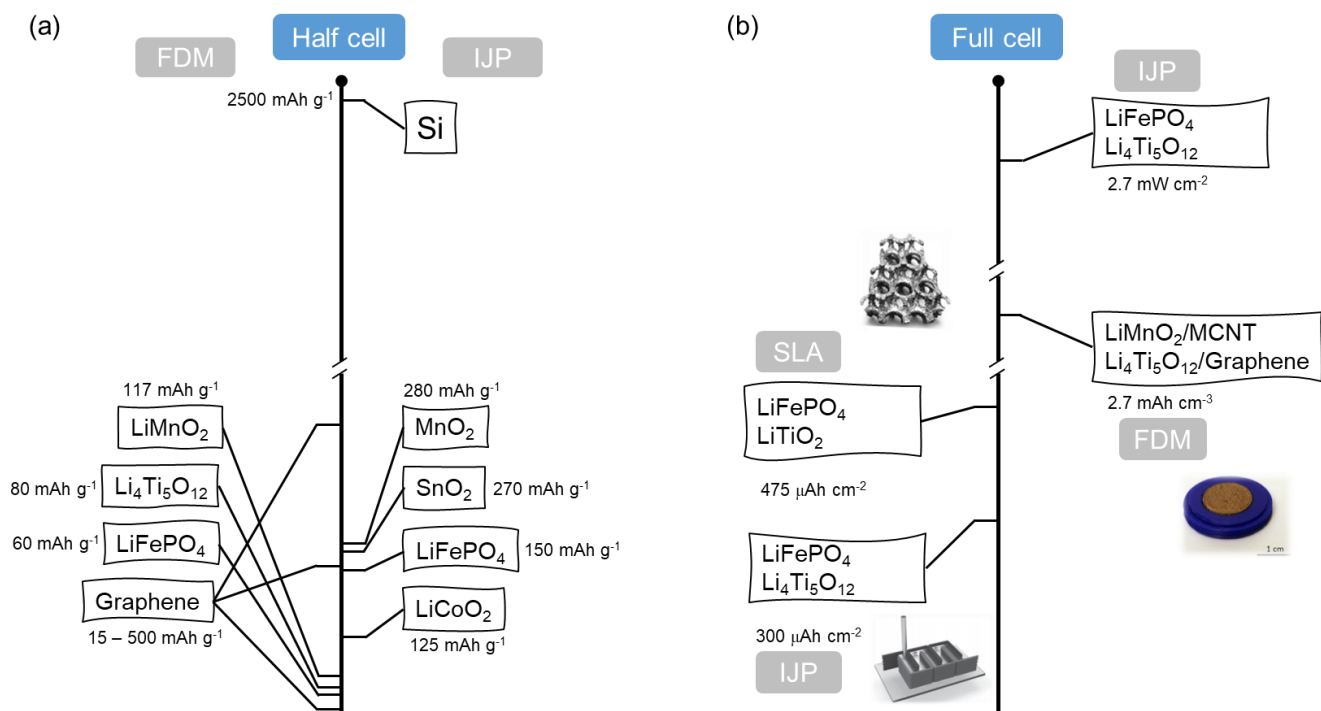 (a)
Half cell
FDM
IJP
2500 mAh g⁻¹
Si
117 mAh g⁻¹
LiMnO₂
80 mAh g⁻¹
Li₄Ti₅O₁₂
60 mAh g⁻¹
LiFePO₄
Graphene
15 – 500 mAh g⁻¹
280 mAh g⁻¹
MnO₂
SnO₂
270 mAh g⁻¹
LiFePO₄
150 mAh g⁻¹
LiCoO₂
125 mAh g⁻¹
(b)
Full cell
IJP
LiFePO₄
Li₄Ti₅O₁₂
2.7 mW cm⁻²
LiMnO₂/MCNT
Li₄Ti₅O₁₂/Graphene
2.7 mAh cm⁻³
FDM
1 cm
SLA
LiFePO₄
LiTiO₂
475 µAh cm⁻²
LiFePO₄
Li₄Ti₅O₁₂
300 µAh cm⁻²
IJP